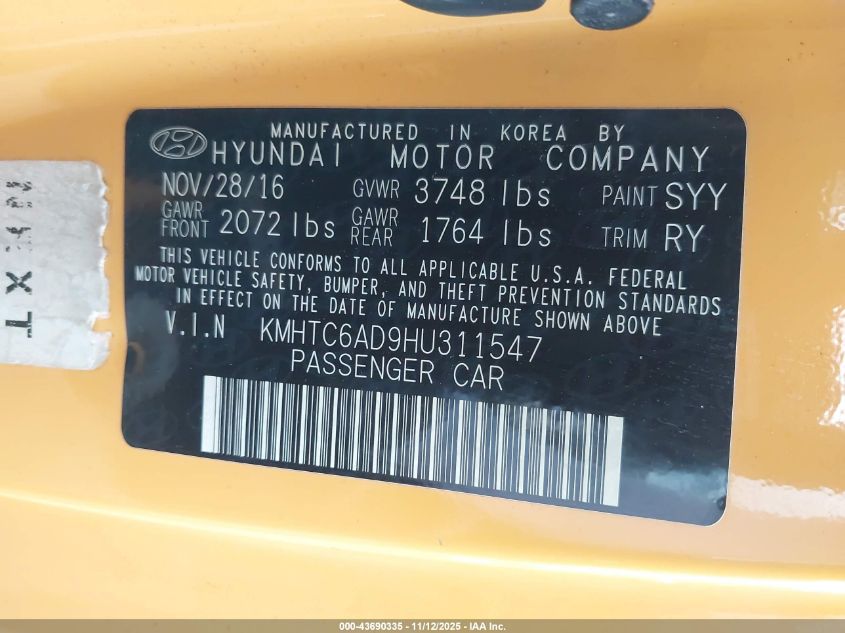 MANUFACTURED IN KOREA BY
HYUNDAI MOTOR COMPANY
NOV/28/16 GVWR 3748 lbs PAINT SYY
GAWR FRONT 2072 lbs GAWR REAR 1764 lbs TRIM RY
THIS VEHICLE CONFORMS TO ALL APPLICABLE U.S.A. FEDERAL
MOTOR VEHICLE SAFETY, BUMPER, AND THEFT PREVENTION STANDARDS
IN EFFECT ON THE DATE OF MANUFACTURE SHOWN ABOVE
V.I.N KMHTC6AD9HU311547
PASSENGER CAR
000-43690335 - 11/12/2025 - IAA Inc.